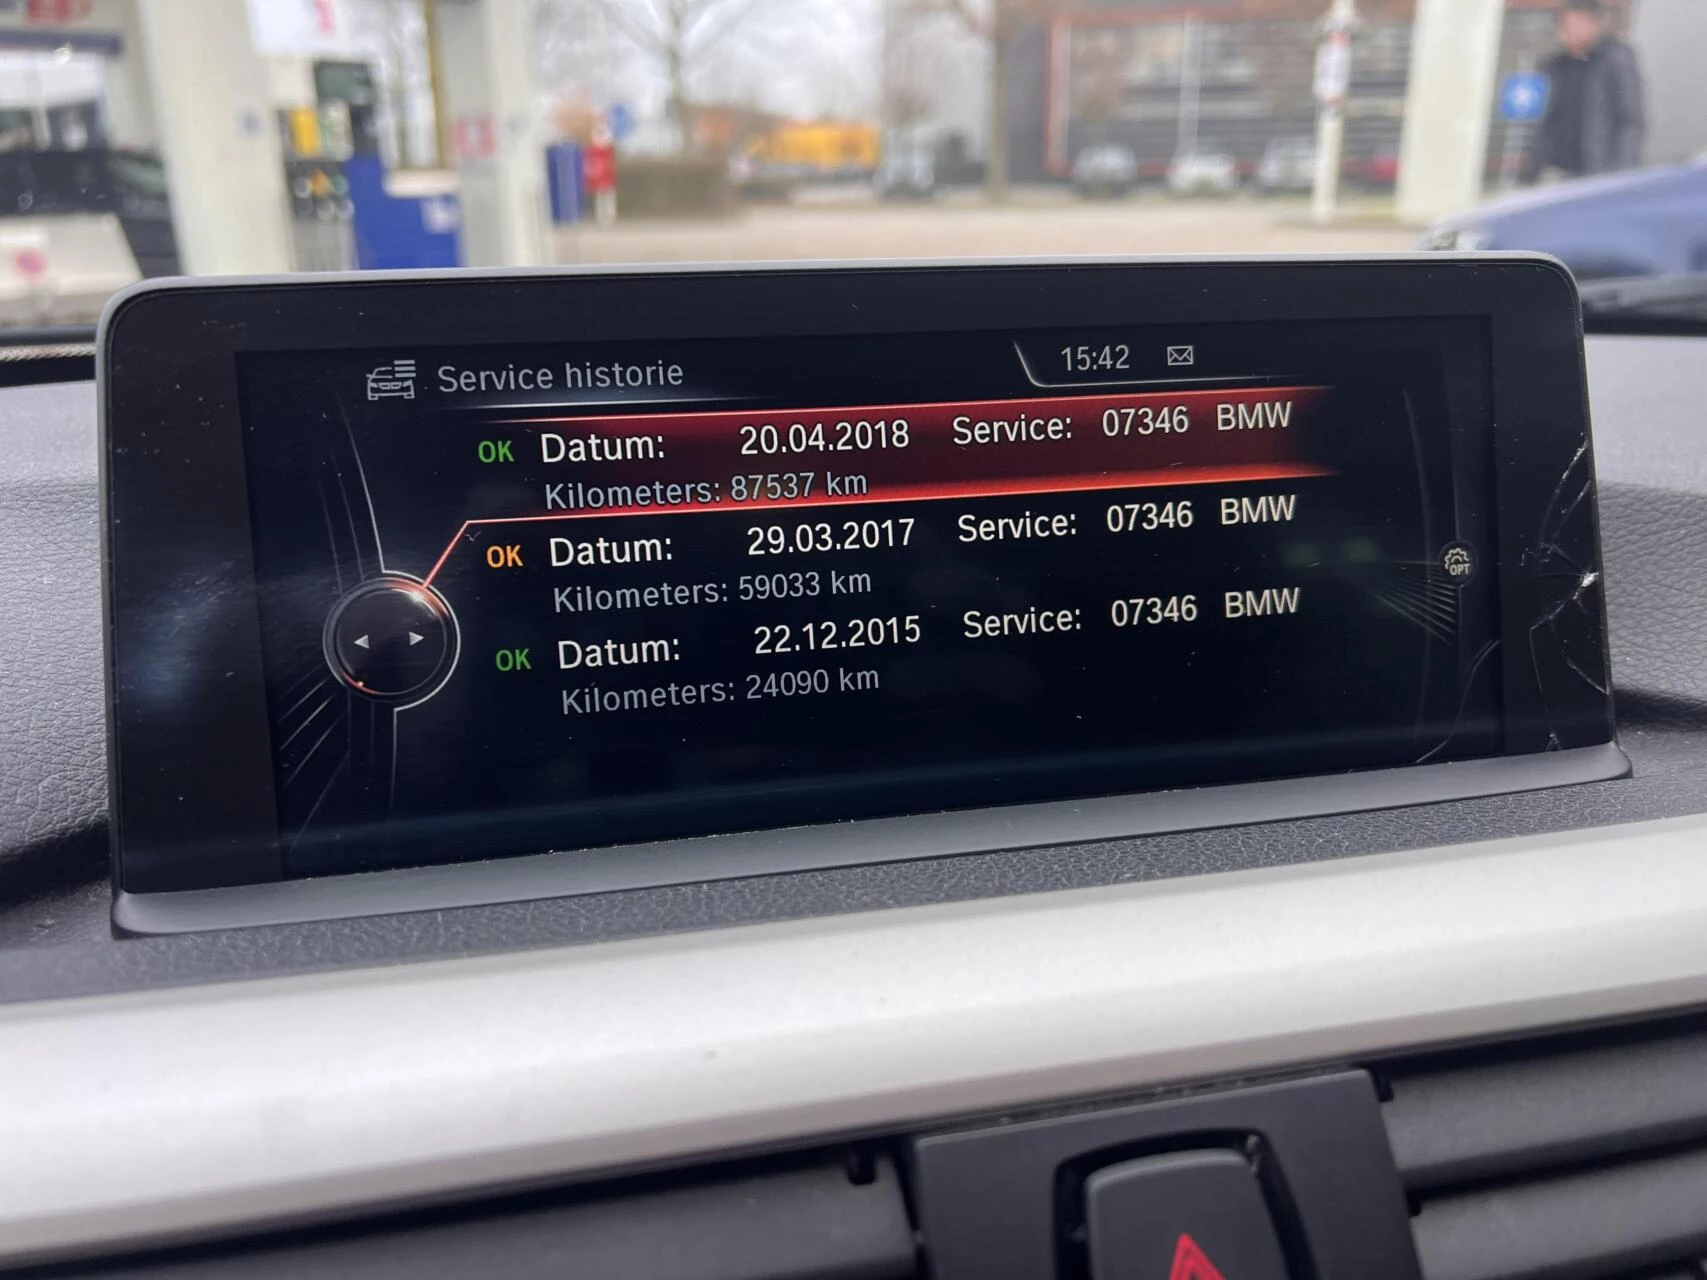 Service historie
15:42
OK Datum: 20.04.2018 Service: 07346 BMW
Kilometers: 87537 km
OK Datum: 29.03.2017 Service: 07346 BMW
Kilometers: 59033 km
OK Datum: 22.12.2015 Service: 07346 BMW
Kilometers: 24090 km
OPT